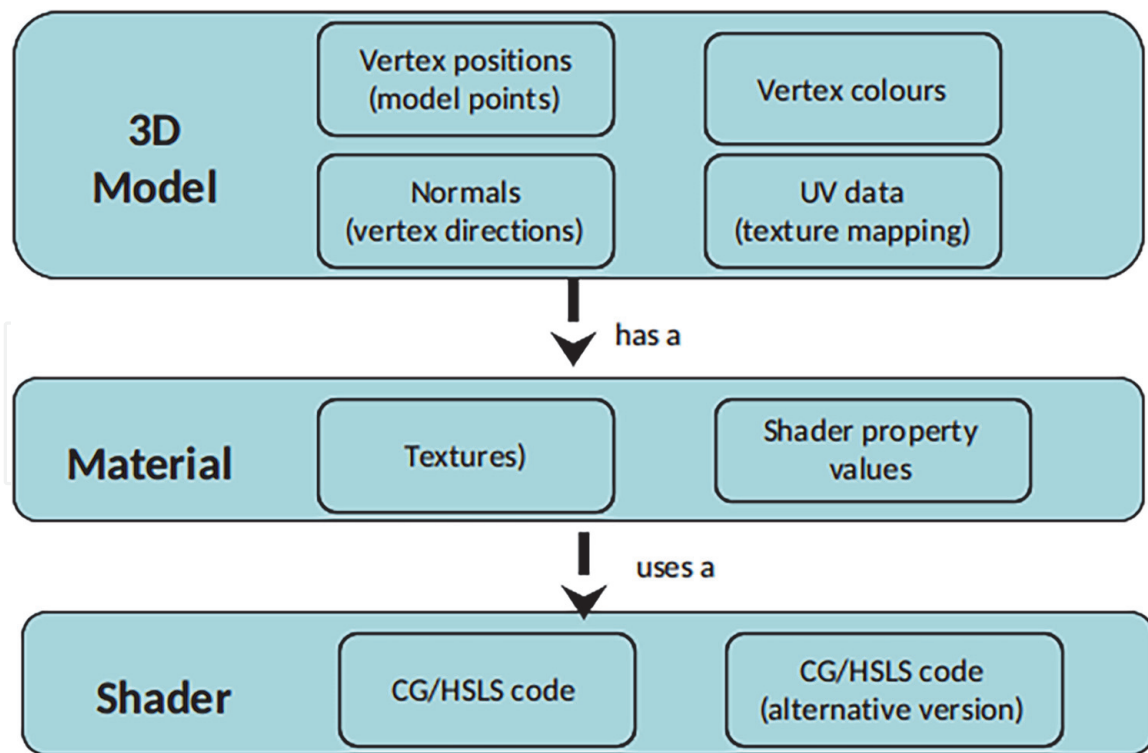 3D
Model
Vertex positions
(model points)
Vertex colours
Normals
(vertex directions)
UV data
(texture mapping)
has a
Material
Textures)
Shader property
values
uses a
Shader
CG/HSLS code
CG/HSLS code
(alternative version)